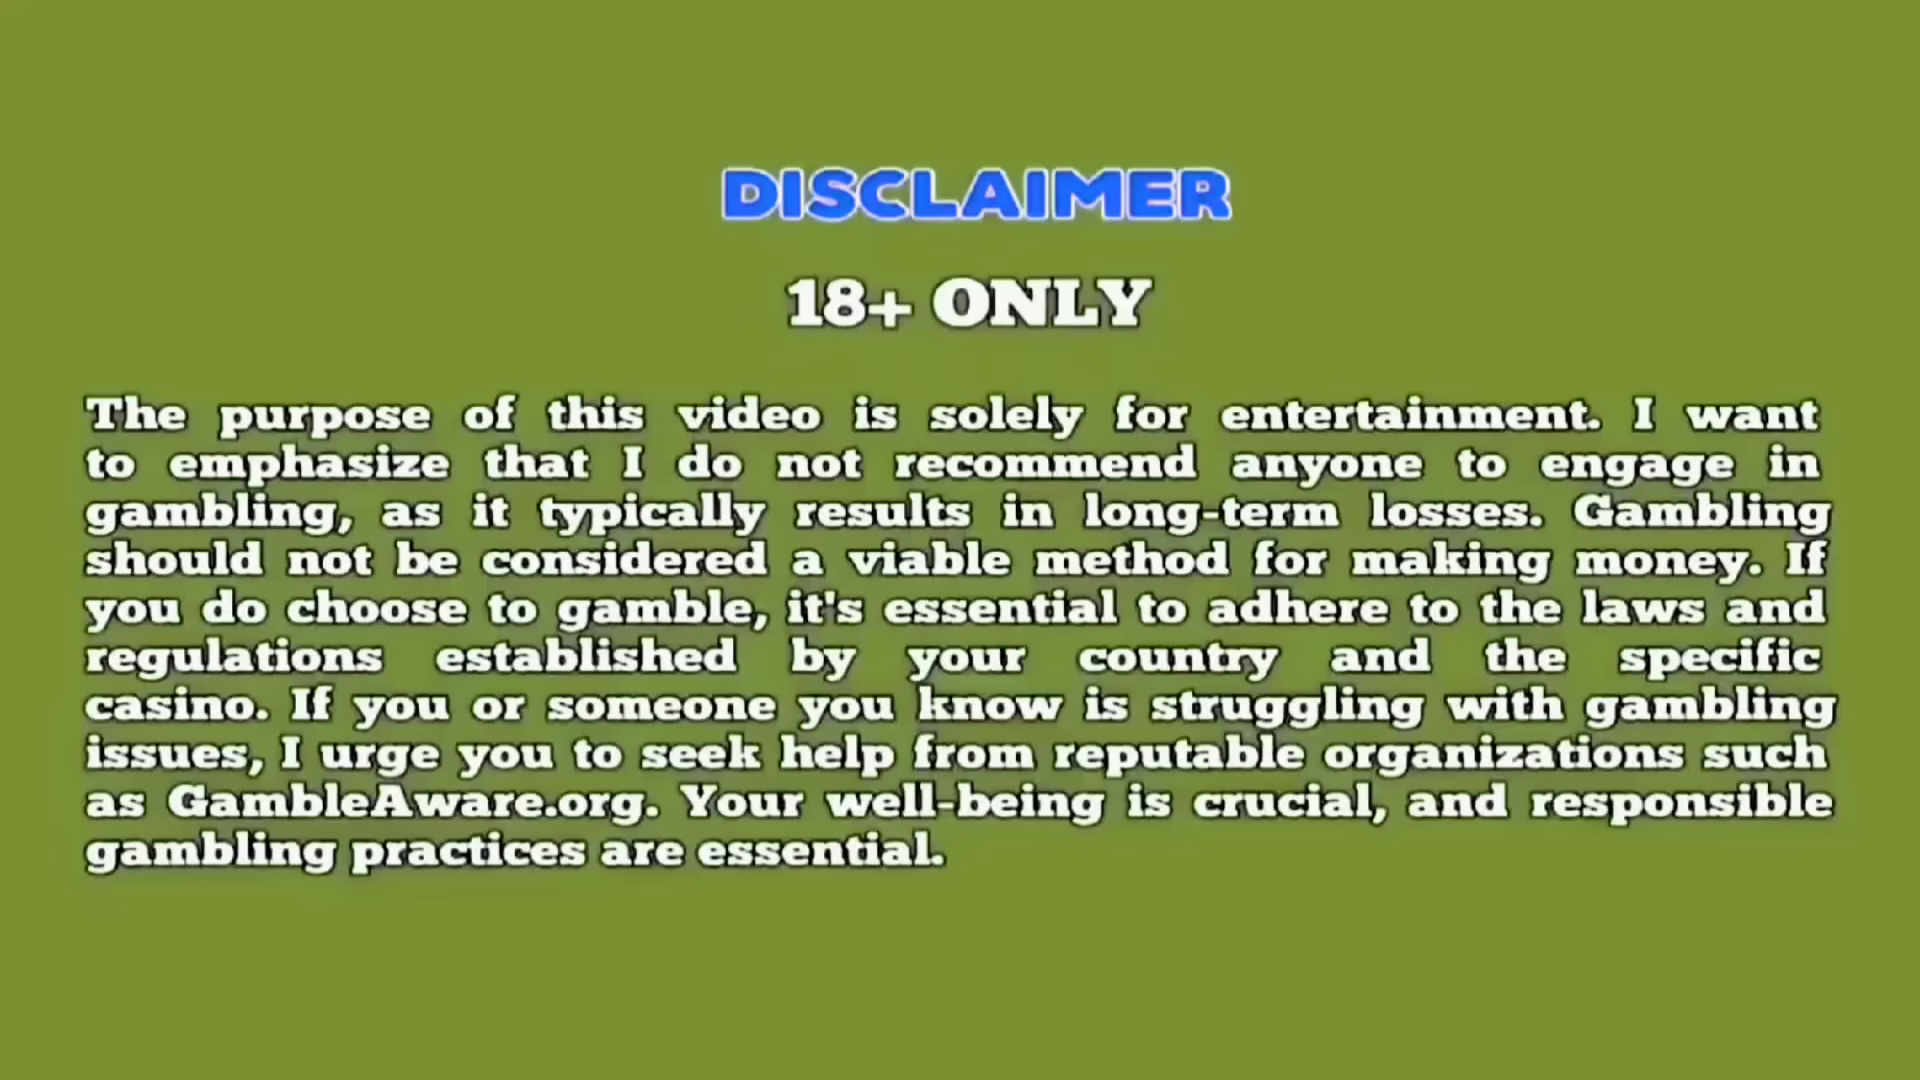 DISCLAIMER
18+ ONLY
The purpose of this video is solely for entertainment. I want
to emphasize that I do not recommend anyone to engage in
gambling, as it typically results in long-term losses. Gambling
should not be considered a viable method for making money. If
you do choose to gamble, it's essential to adhere to the laws and
regulations established by your country and the specific
casino. If you or someone you know is struggling with gambling
issues, I urge you to seek help from reputable organizations such
as GambleAware.org. Your well-being is crucial, and responsible
gambling practices are essential.